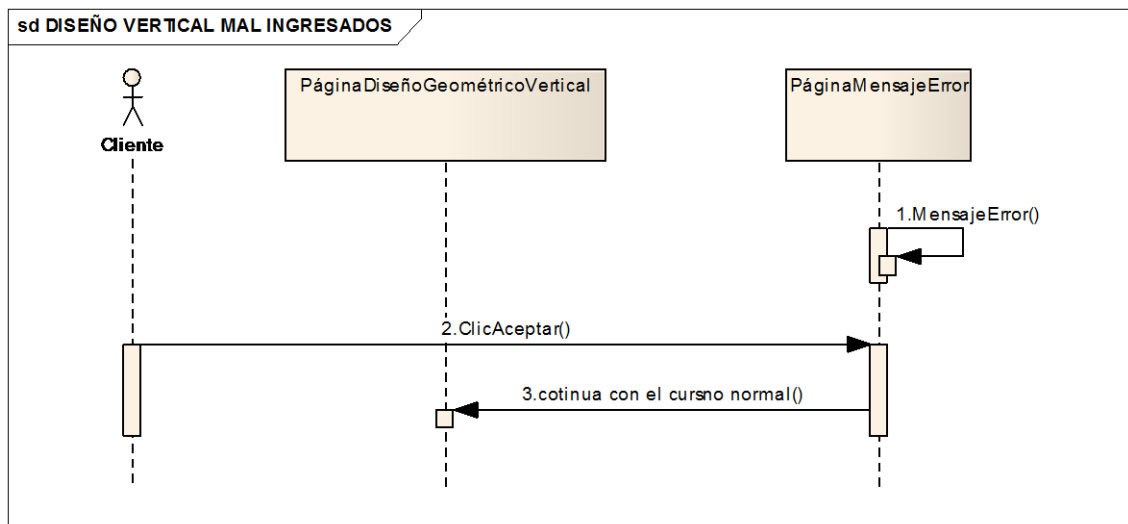 sd DISEÑO VERTICAL MAL INGRESADOS
Cliente
PáginaDiseñoGeométricoVertical
PáginaMensajeError
1.MensajeError()
2.ClicAceptar()
3.cotinua con el cursno normal()